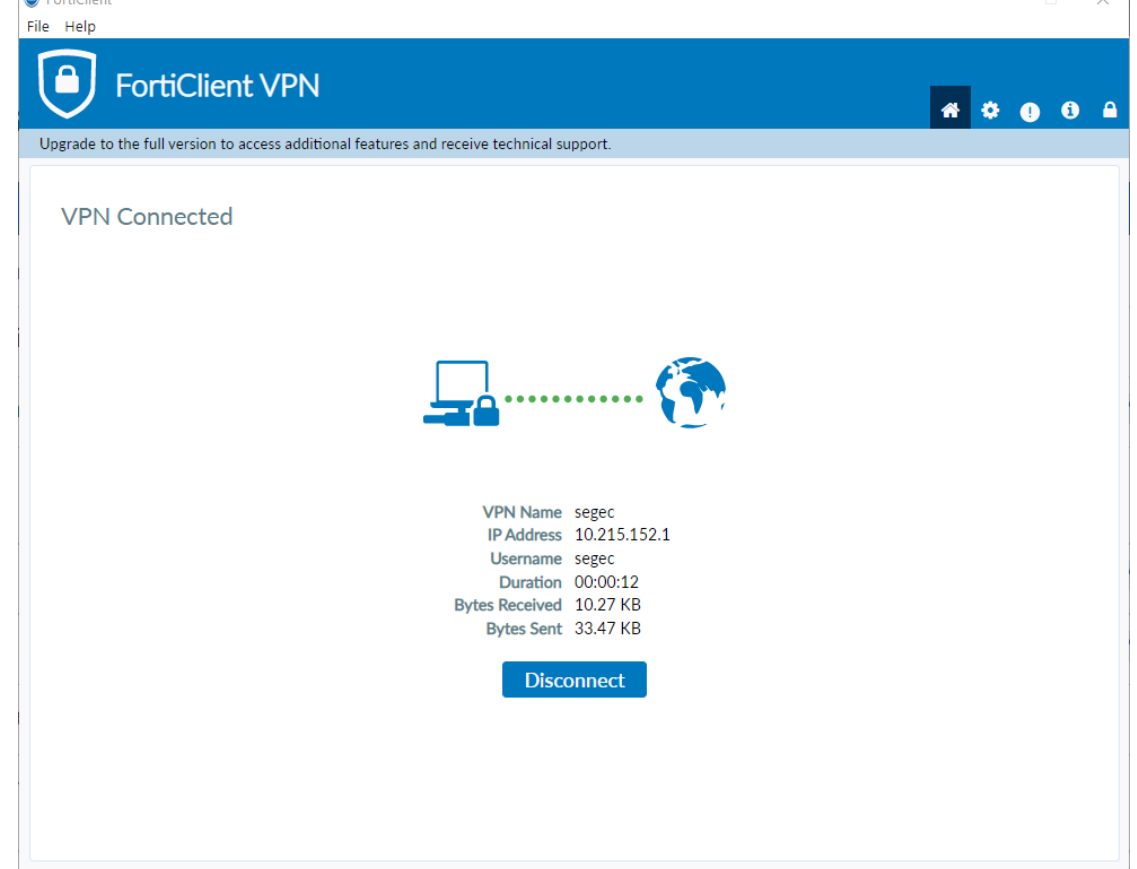 FortiClient
File Help
FortiClient VPN
Upgrade to the full version to access additional features and receive technical support.
VPN Connected
VPN Name segec
IP Address 10.215.152.1
Username segec
Duration 00:00:12
Bytes Received 10.27 KB
Bytes Sent 33.47 KB
Disconnect